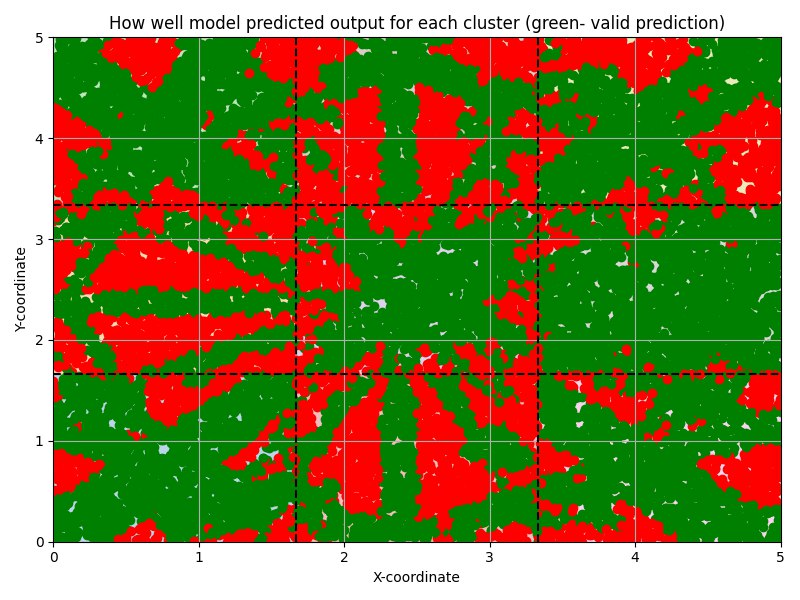 How well model predicted output for each cluster (green- valid prediction)
5
4
3
2
1
0
Y-coordinate
0 1 2 3 4 5
X-coordinate